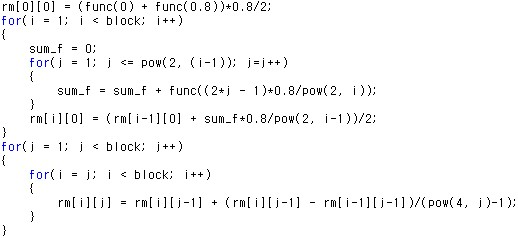 rm[0][0] = (func(0) + func(0.8))*0.8/2;
for(i = 1; i < block; i++)
{
    sum_f = 0;
    for(j = 1; j <= pow(2, (i-1)); j=j++)
    {
        sum_f = sum_f + func((2*j - 1)*0.8/pow(2, i));
    }
    rm[i][0] = (rm[i-1][0] + sum_f*0.8/pow(2, i-1))/2;
}
for(j = 1; j < block; j++)
{
    for(i = j; i < block; i++)
    {
        rm[i][j] = rm[i][j-1] + (rm[i][j-1] - rm[i-1][j-1])/(pow(4, j)-1);
    }
}